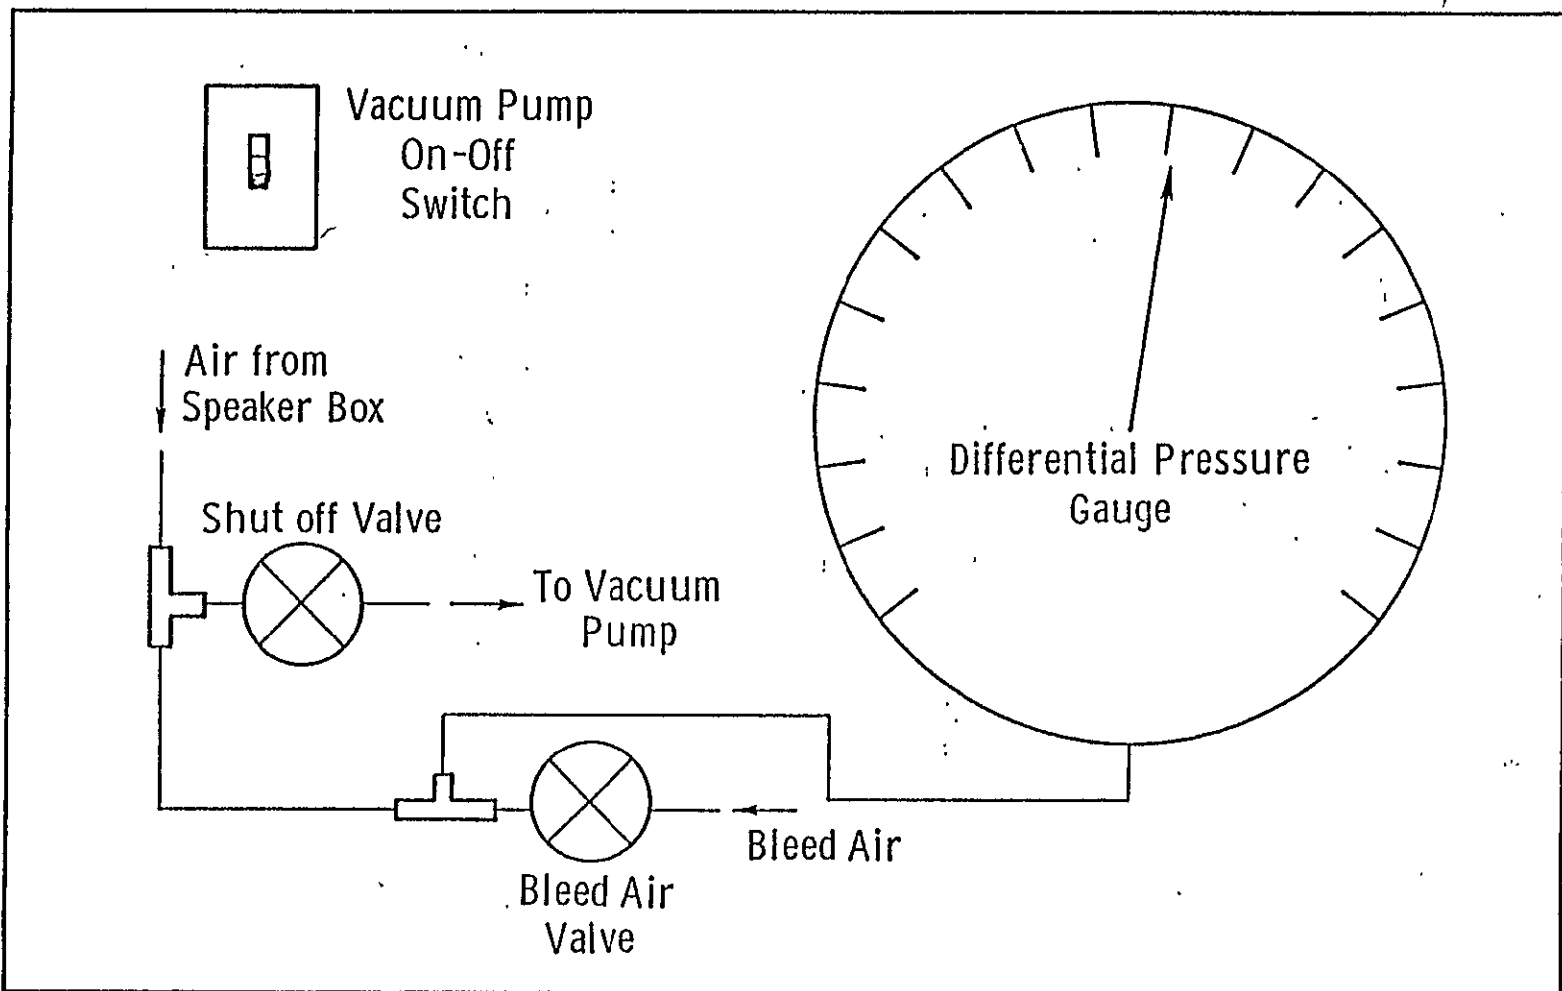 Vacuum Pump
On-Off
Switch
Air from
Speaker Box
Shut off Valve
To Vacuum
Pump
Differential Pressure
Gauge
Bleed Air
Bleed Air
Valve